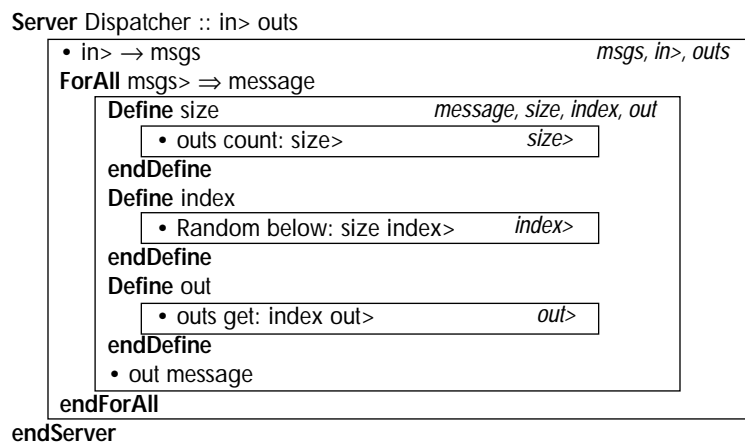 Server Dispatcher :: in> outs
• in> → msgs msgs, in>, outs
ForAll msgs> ⇒ message
Define size message, size, index, out
• outs count: size> size>
endDefine
Define index
• Random below: size index> index>
endDefine
Define out
• outs get: index out> out>
endDefine
• out message
endForAll
endServer